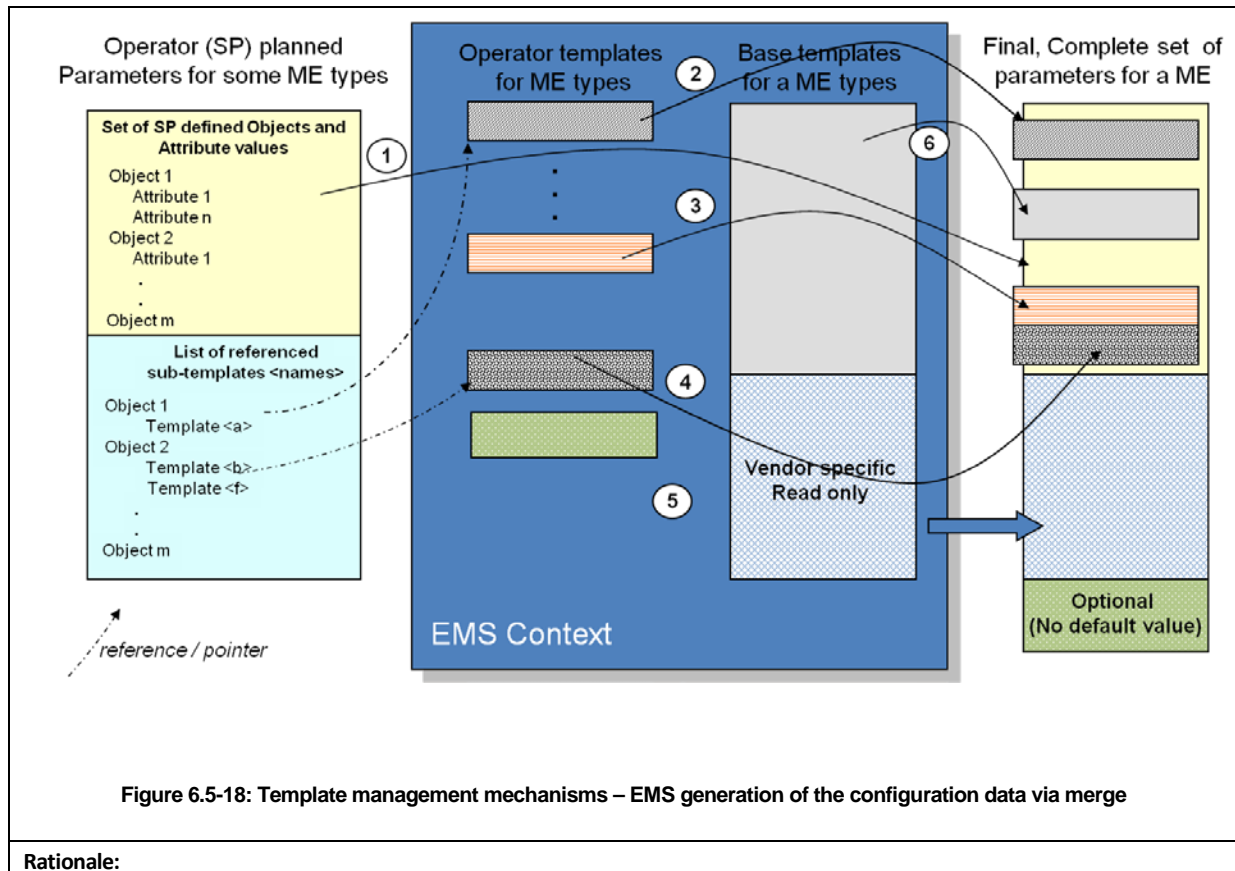 Operator (SP) planned
Parameters for some ME types
Operator templates
for ME types
Base templates
for a ME types
Final, Complete set of
parameters for a ME
Set of SP defined Objects and
Attribute values
Object 1
Attribute 1
Attribute n
Object 2
Attribute 1
.
.
Object m
List of referenced
sub-templates <names>
Object 1
Template <a>
Object 2
Template <b>
Template <f>
.
.
Object m
reference / pointer
1
2
3
4
5
6
Vendor specific
Read only
EMS Context
Optional
(No default value)
Figure 6.5-18: Template management mechanisms – EMS generation of the configuration data via merge
Rationale: